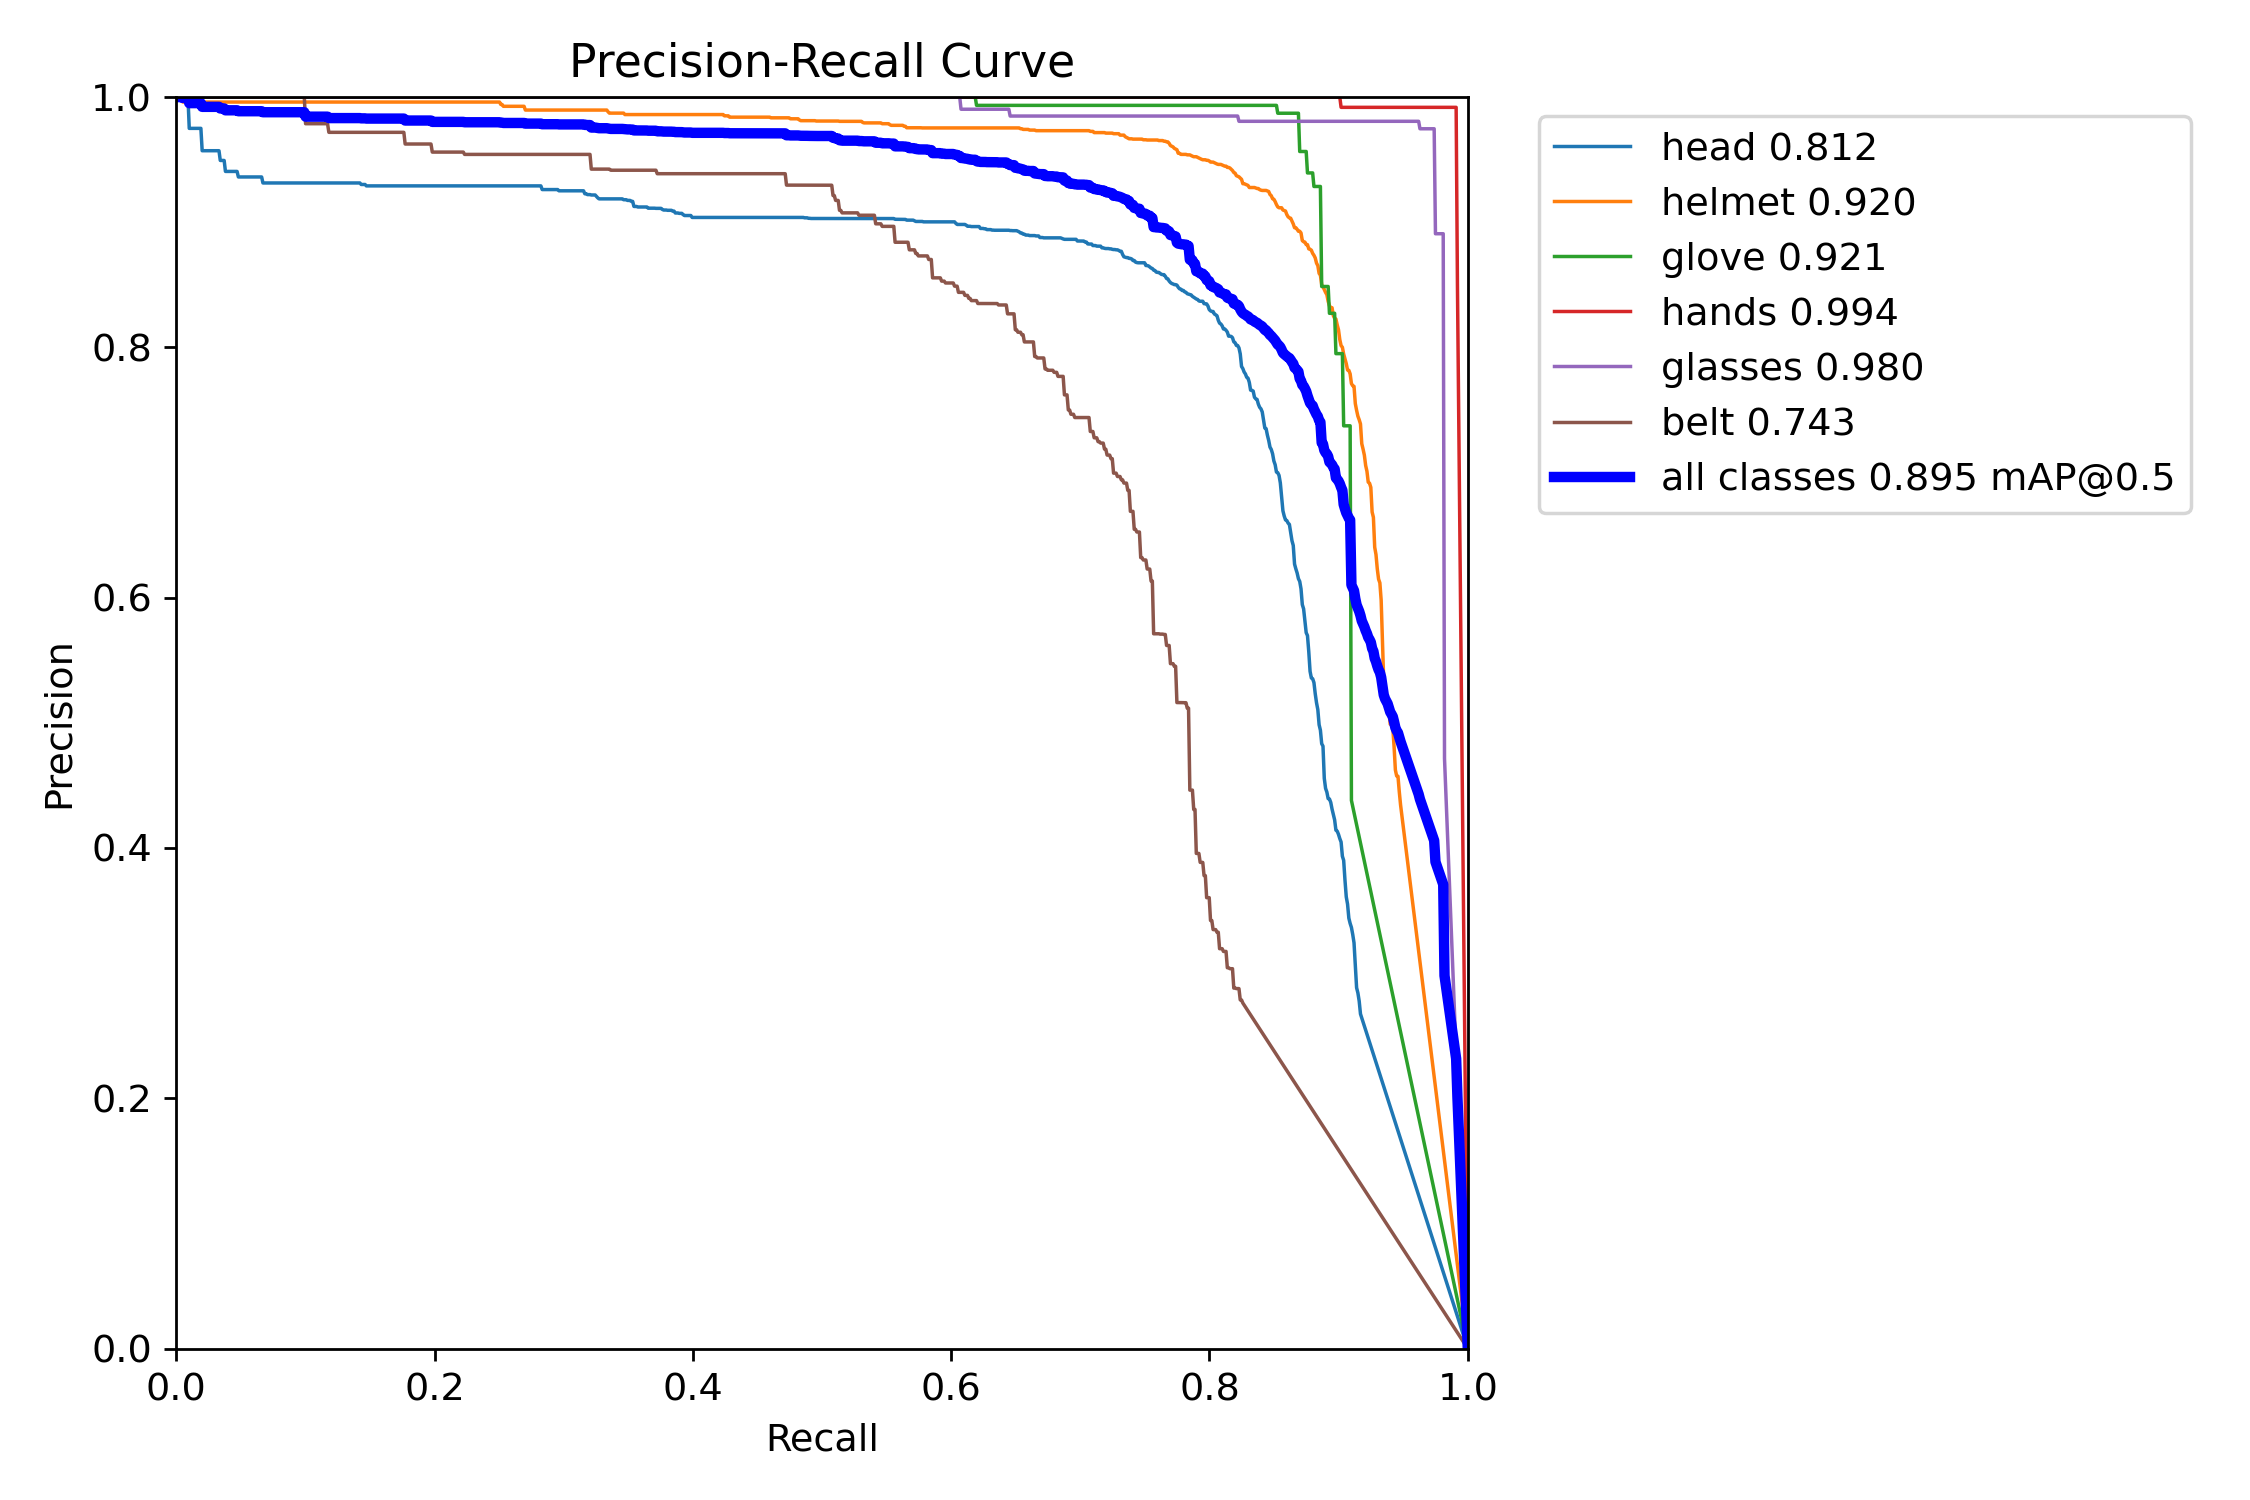 Precision-Recall Curve
1.0
0.8
0.6
0.4
0.2
0.0
Precision
0.0 0.2 0.4 0.6 0.8 1.0
Recall
head 0.812
helmet 0.920
glove 0.921
hands 0.994
glasses 0.980
belt 0.743
all classes 0.895 mAP@0.5